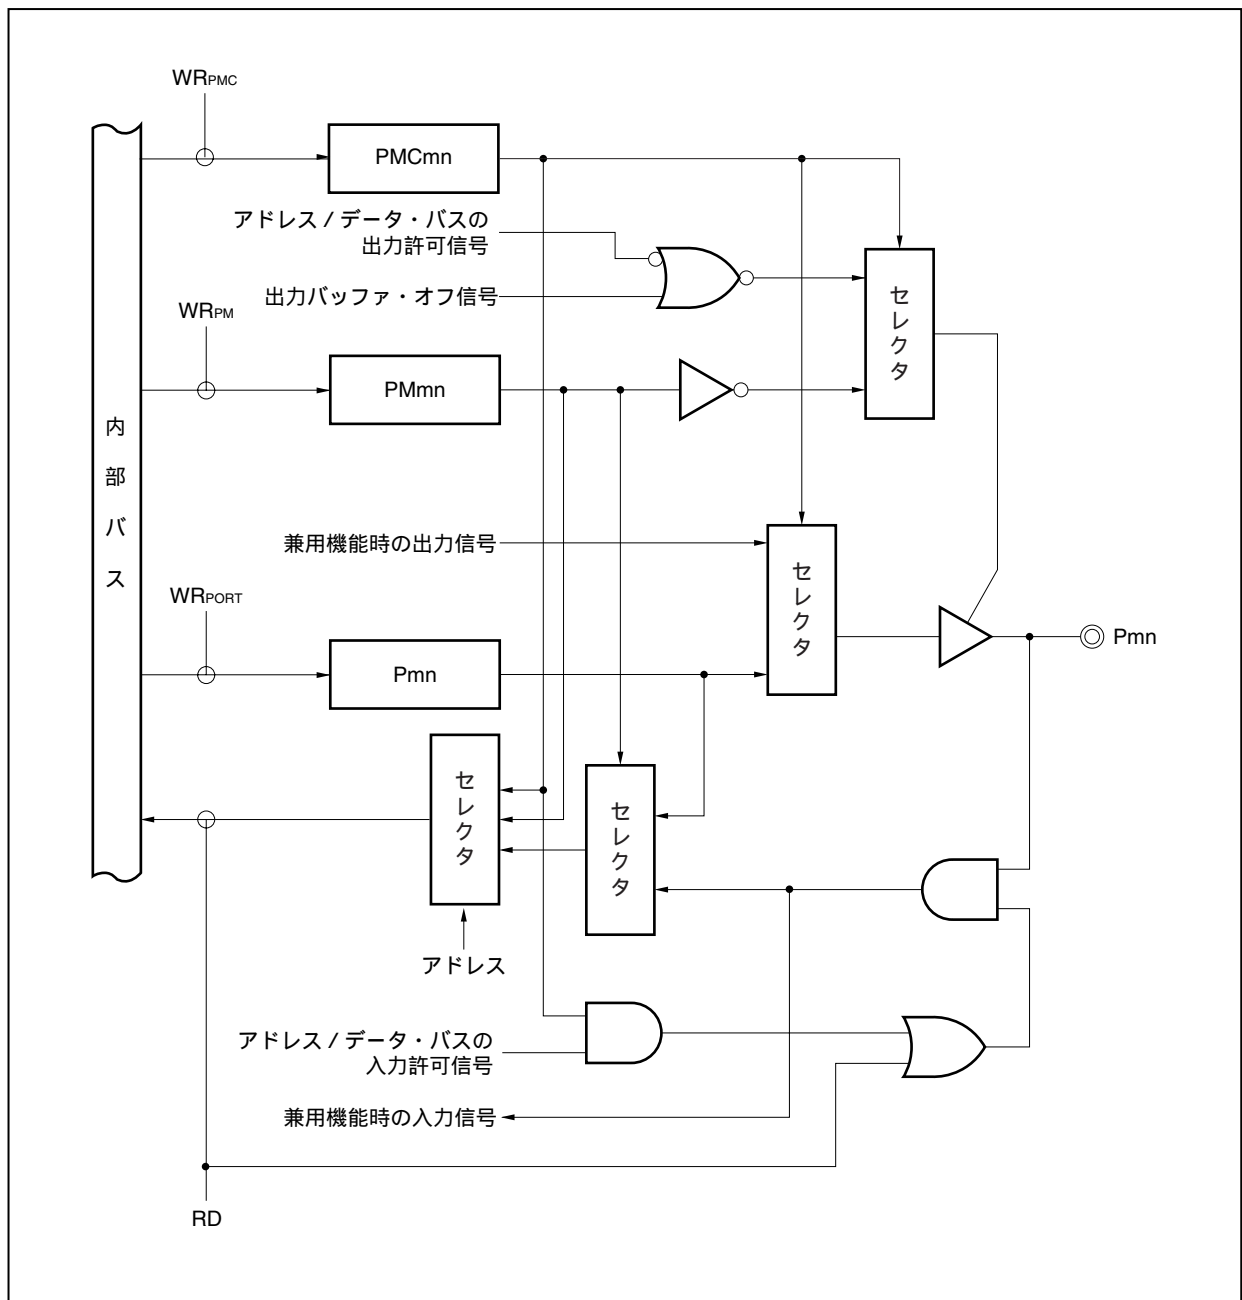 WRPMC
PMCmn
アドレス / データ・バスの
出力許可信号
出力バッファ・オフ信号
セレクタ
WRPM
PMmn
内部バス
兼用機能時の出力信号
セレクタ
WRPORT
Pmn
Pmn
セレクタ
セレクタ
アドレス
アドレス / データ・バスの
入力許可信号
兼用機能時の入力信号
RD